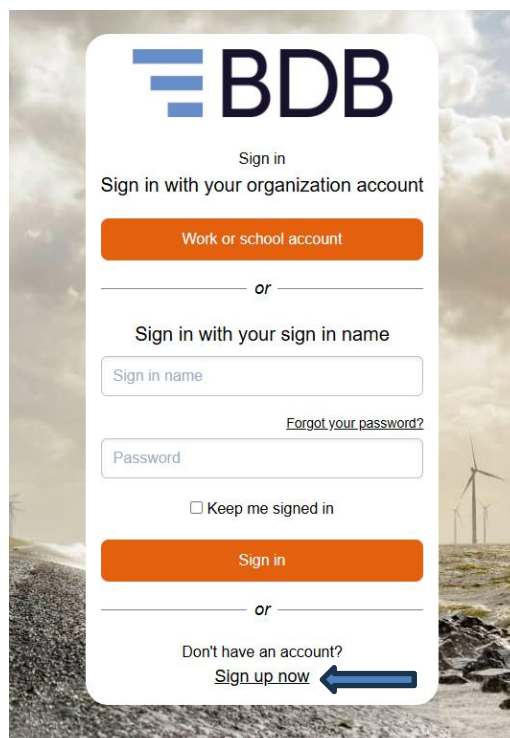 BDB
Sign in
Sign in with your organization account
Work or school account
or
Sign in with your sign in name
Sign in name
Forgot your password?
Password
Keep me signed in
Sign in
or
Don't have an account?
Sign up now